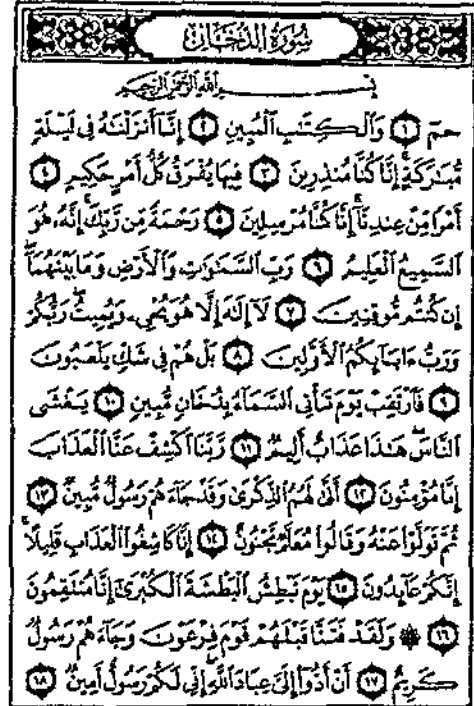 سُورَةُ الدُّخَانِ
بِسْمِ اللَّهِ الرَّحْمَٰنِ الرَّحِيمِ
حمٓ ١ وَالْكِتَٰبِ الْمُبِينِ ٢ إِنَّآ أَنزَلْنَٰهُ فِي لَيْلَةٍ
مُّبَٰرَكَةٍ ۚ إِنَّا كُنَّا مُنذِرِينَ ٣ فِيهَا يُفْرَقُ كُلُّ أَمْرٍ حَكِيمٍ ٤
أَمْرًا مِّنْ عِندِنَآ ۚ إِنَّا كُنَّا مُرْسِلِينَ ٥ رَحْمَةً مِّن رَّبِّكَ ۚ إِنَّهُۥ هُوَ
السَّمِيعُ الْعَلِيمُ ٦ رَبِّ السَّمَٰوَٰتِ وَالْأَرْضِ وَمَا بَيْنَهُمَآ ۖ
إِن كُنتُم مُّوقِنِينَ ٧ لَآ إِلَٰهَ إِلَّا هُوَ يُحْيِۦ وَيُمِيتُ ۖ رَبُّكُمْ
وَرَبُّ ءَابَآئِكُمُ الْأَوَّلِينَ ٨ بَلْ هُمْ فِي شَكٍّ يَلْعَبُونَ
٩ فَارْتَقِبْ يَوْمَ تَأْتِي السَّمَآءُ بِدُخَانٍ مُّبِينٍ ١٠ يَغْشَى
النَّاسَ ۖ هَٰذَا عَذَابٌ أَلِيمٌ ١١ رَّبَّنَا اكْشِفْ عَنَّا الْعَذَابَ
إِنَّا مُؤْمِنُونَ ١٢ أَنَّىٰ لَهُمُ الذِّكْرَىٰ وَقَدْ جَآءَهُمْ رَسُولٌ مُّبِينٌ ١٣
ثُمَّ تَوَلَّوْا عَنْهُ وَقَالُوا مُعَلَّمٌ مَّجْنُونٌ ١٤ إِنَّا كَاشِفُوا الْعَذَابِ قَلِيلًا ۚ
إِنَّكُمْ عَآئِدُونَ ١٥ يَوْمَ نَبْطِشُ الْبَطْشَةَ الْكُبْرَىٰٓ إِنَّا مُنتَقِمُونَ
١٦ ۞ وَلَقَدْ فَتَنَّا قَبْلَهُمْ قَوْمَ فِرْعَوْنَ وَجَآءَهُمْ رَسُولٌ
كَرِيمٌ ١٧ أَنْ أَدُّوٓا إِلَيَّ عِبَادَ اللَّهِ ۖ إِنِّي لَكُمْ رَسُولٌ أَمِينٌ ١٨